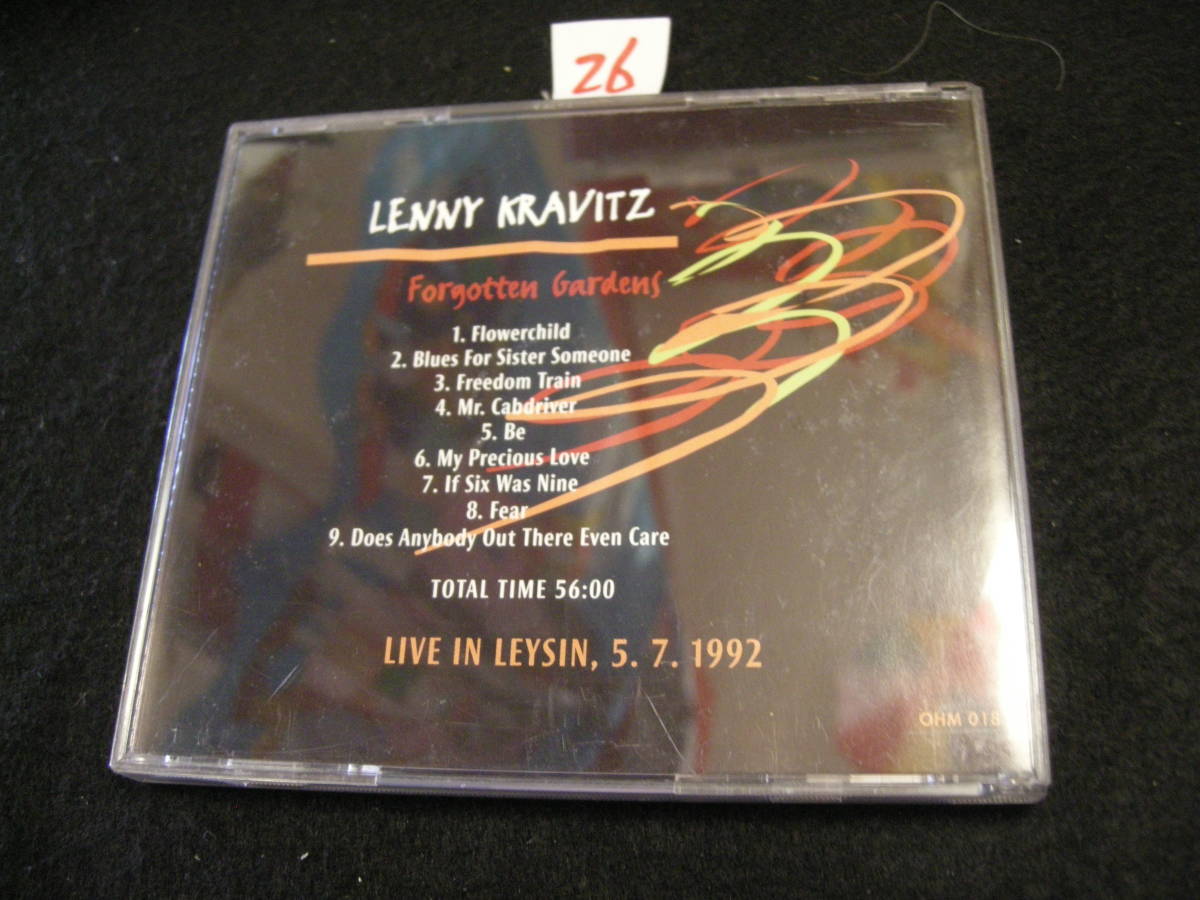 26
LENNY KRAVITZ
Forgotten Gardens
1. Flowerchild
2. Blues For Sister Someone
3. Freedom Train
4. Mr. Cabdriver
5. Be
6. My Precious Love
7. If Six Was Nine
8. Fear
9. Does Anybody Out There Even Care
TOTAL TIME 56:00
LIVE IN LEYSIN, 5. 7. 1992
OHM 018